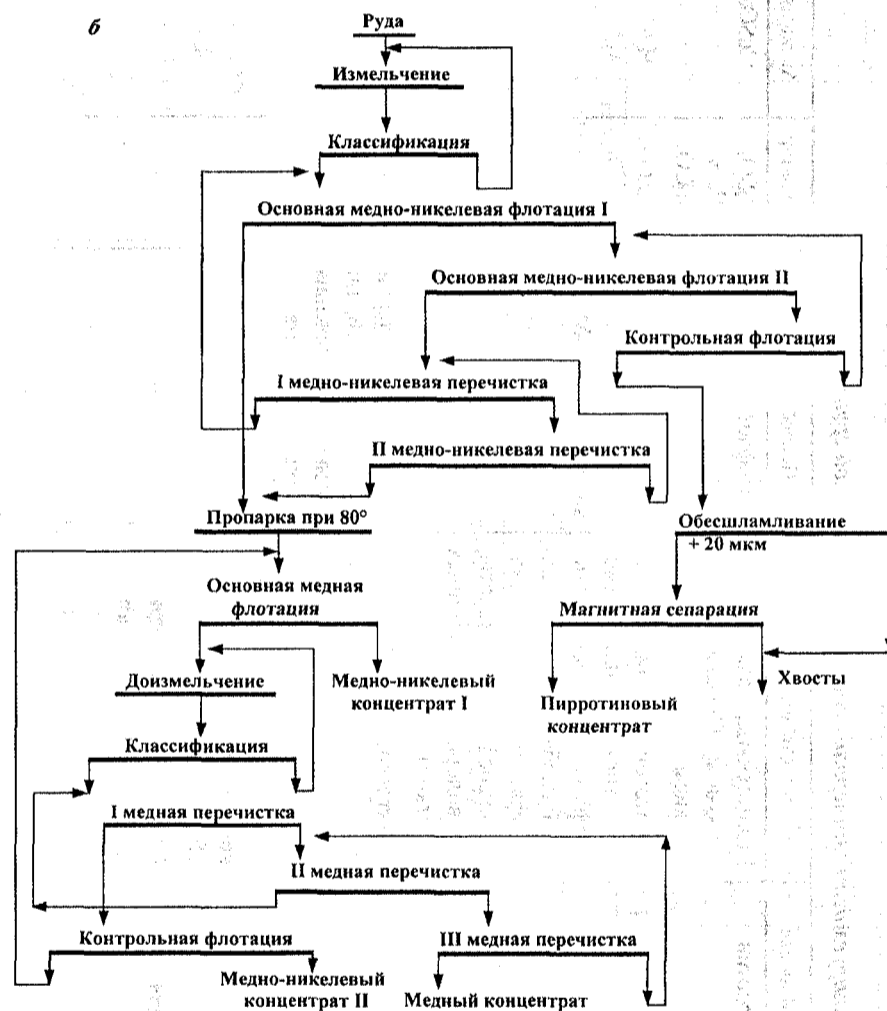 б
Руда
Измельчение
Классификация
Основная медно-никелевая флотация I
Основная медно-никелевая флотация II
Контрольная флотация
I медно-никелевая перечистка
II медно-никелевая перечистка
Пропарка при 80°
Обесшламливание
+ 20 мкм
Основная медная
флотация
Магнитная сепарация
Доизмельчение
Медно-никелевый
концентрат I
Пирротиновый
концентрат
Хвосты
Классификация
I медная перечистка
II медная перечистка
Контрольная флотация
III медная перечистка
Медно-никелевый
концентрат II
Медный концентрат